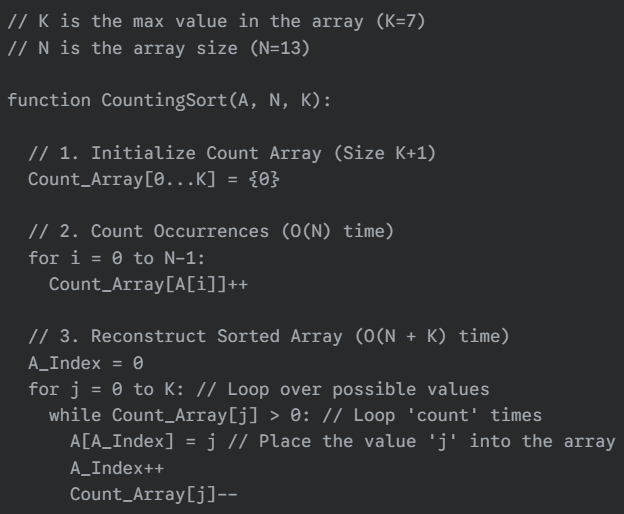 // K is the max value in the array (K=7)
// N is the array size (N=13)
function CountingSort(A, N, K):
// 1. Initialize Count Array (Size K+1)
Count_Array[0...K] = {0}
// 2. Count Occurrences (O(N) time)
for i = 0 to N-1:
Count_Array[A[i]]++
// 3. Reconstruct Sorted Array (O(N + K) time)
A_Index = 0
for j = 0 to K: // Loop over possible values
while Count_Array[j] > 0: // Loop 'count' times
A[A_Index] = j // Place the value 'j' into the array
A_Index++
Count_Array[j]--